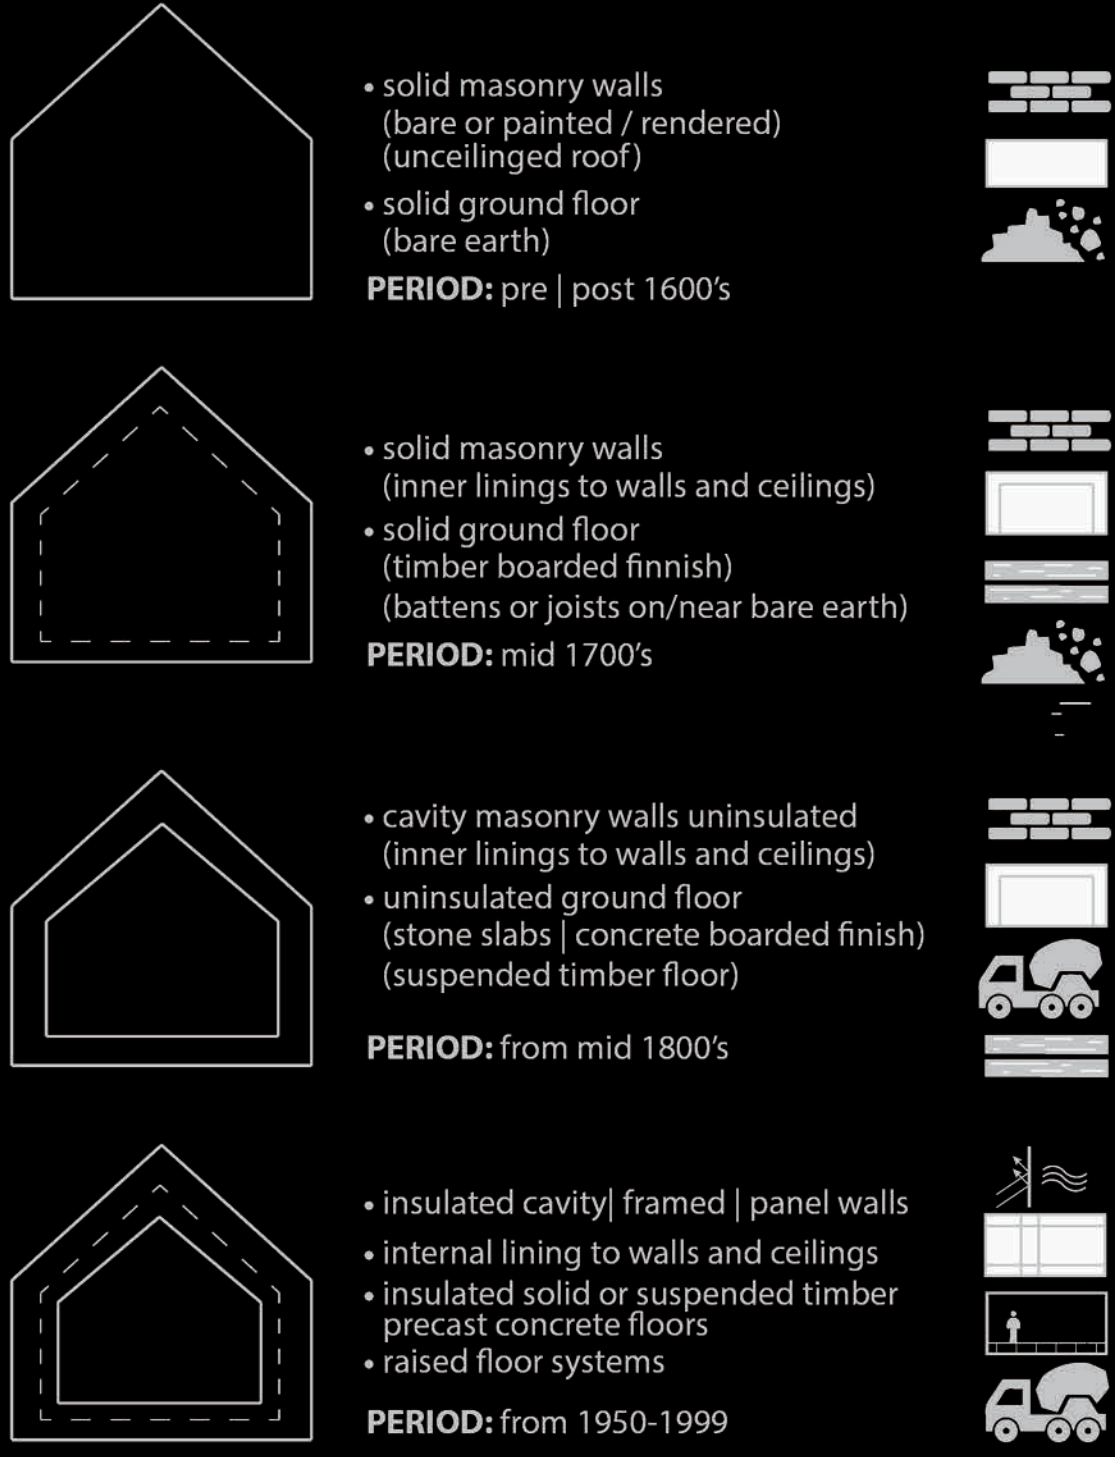 • solid masonry walls
(bare or painted / rendered)
(unceilinged roof)
• solid ground floor
(bare earth)
PERIOD: pre | post 1600's
• solid masonry walls
(inner linings to walls and ceilings)
• solid ground floor
(timber boarded finnish)
(battens or joists on/near bare earth)
PERIOD: mid 1700's
• cavity masonry walls uninsulated
(inner linings to walls and ceilings)
• uninsulated ground floor
(stone slabs | concrete boarded finish)
(suspended timber floor)
PERIOD: from mid 1800's
• insulated cavity| framed | panel walls
• internal lining to walls and ceilings
• insulated solid or suspended timber
precast concrete floors
• raised floor systems
PERIOD: from 1950-1999